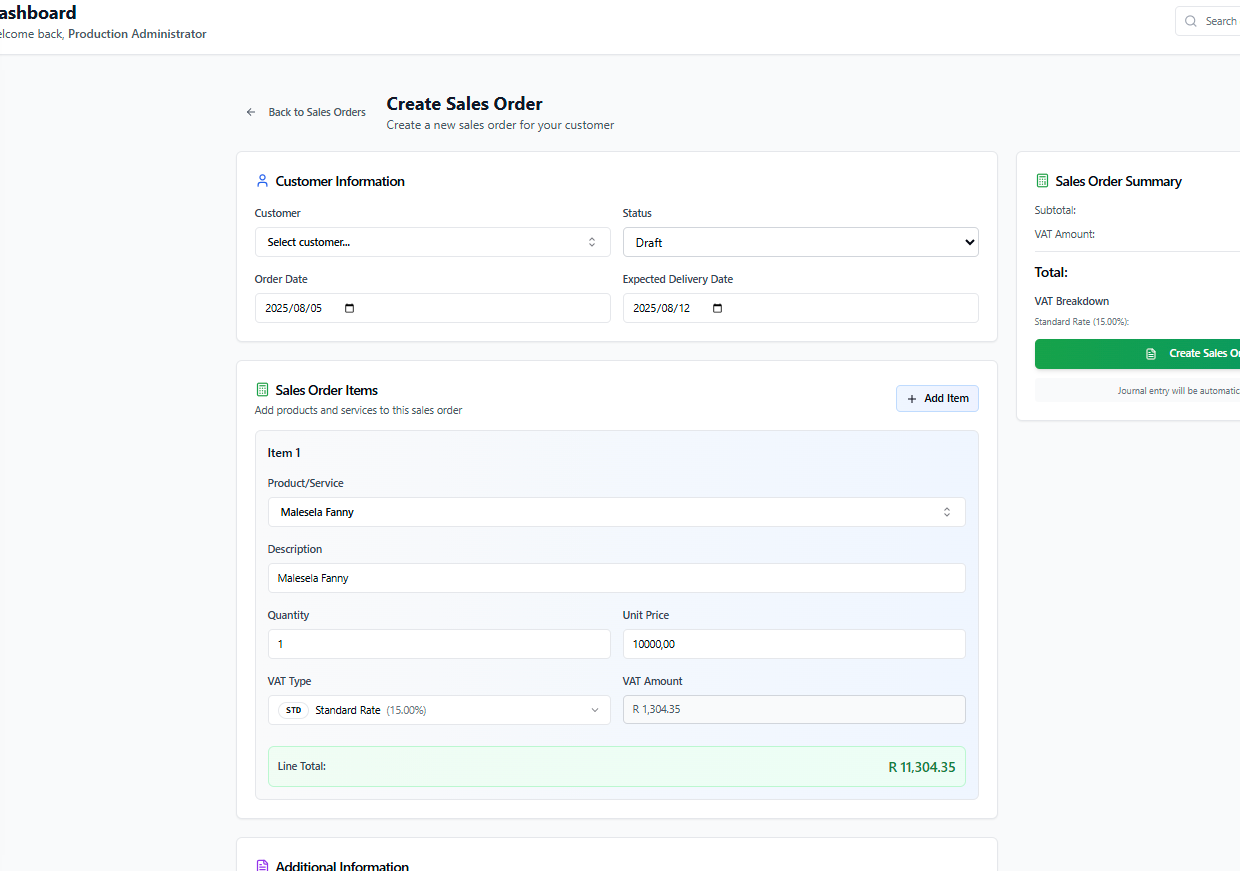 ashboard
elcome back, Production Administrator
Search
Back to Sales Orders
Create Sales Order
Create a new sales order for your customer
Customer Information
Customer
Status
Select customer...
Draft
Order Date
Expected Delivery Date
2025/08/05
2025/08/12
Sales Order Items
Add products and services to this sales order
Add Item
Item 1
Product/Service
Malesela Fanny
Description
Malesela Fanny
Quantity
Unit Price
1
10000,00
VAT Type
VAT Amount
STD Standard Rate (15.00%)
R 1,304.35
Line Total:
R 11,304.35
Additional Information
Sales Order Summary
Subtotal:
VAT Amount:
Total:
VAT Breakdown
Standard Rate (15.00%):
Create Sales Or
Journal entry will be automatic